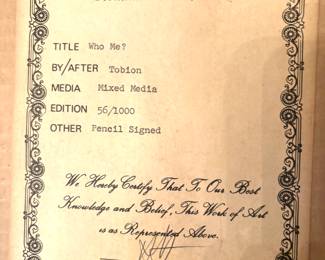 TITLE Who Me?
BY/AFTER Tobion
MEDIA Mixed Media
EDITION 56/1000
OTHER Pencil Signed
We Hereby Certify That To Our Best
Knowledge and Belief, This Work of Art
is as Represented Above.